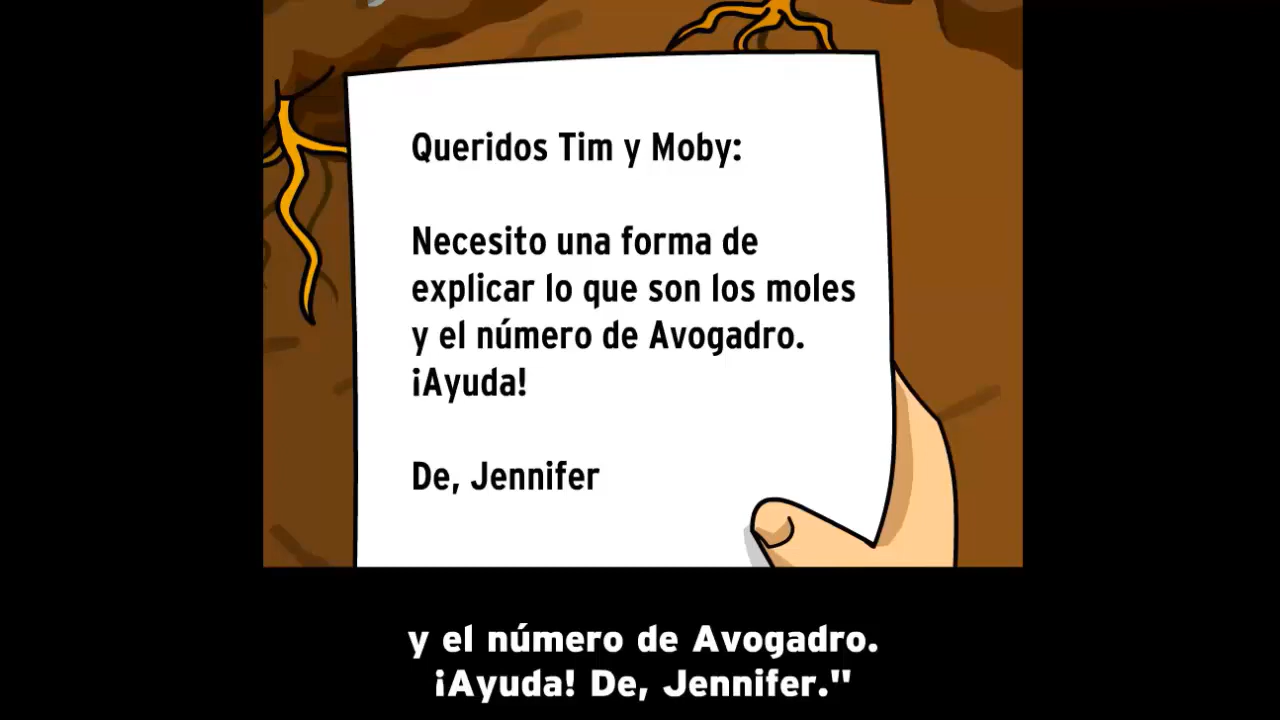 Queridos Tim y Moby:
Necesito una forma de
explicar lo que son los moles
y el número de Avogadro.
¡Ayuda!
De, Jennifer
y el número de Avogadro.
¡Ayuda! De, Jennifer."